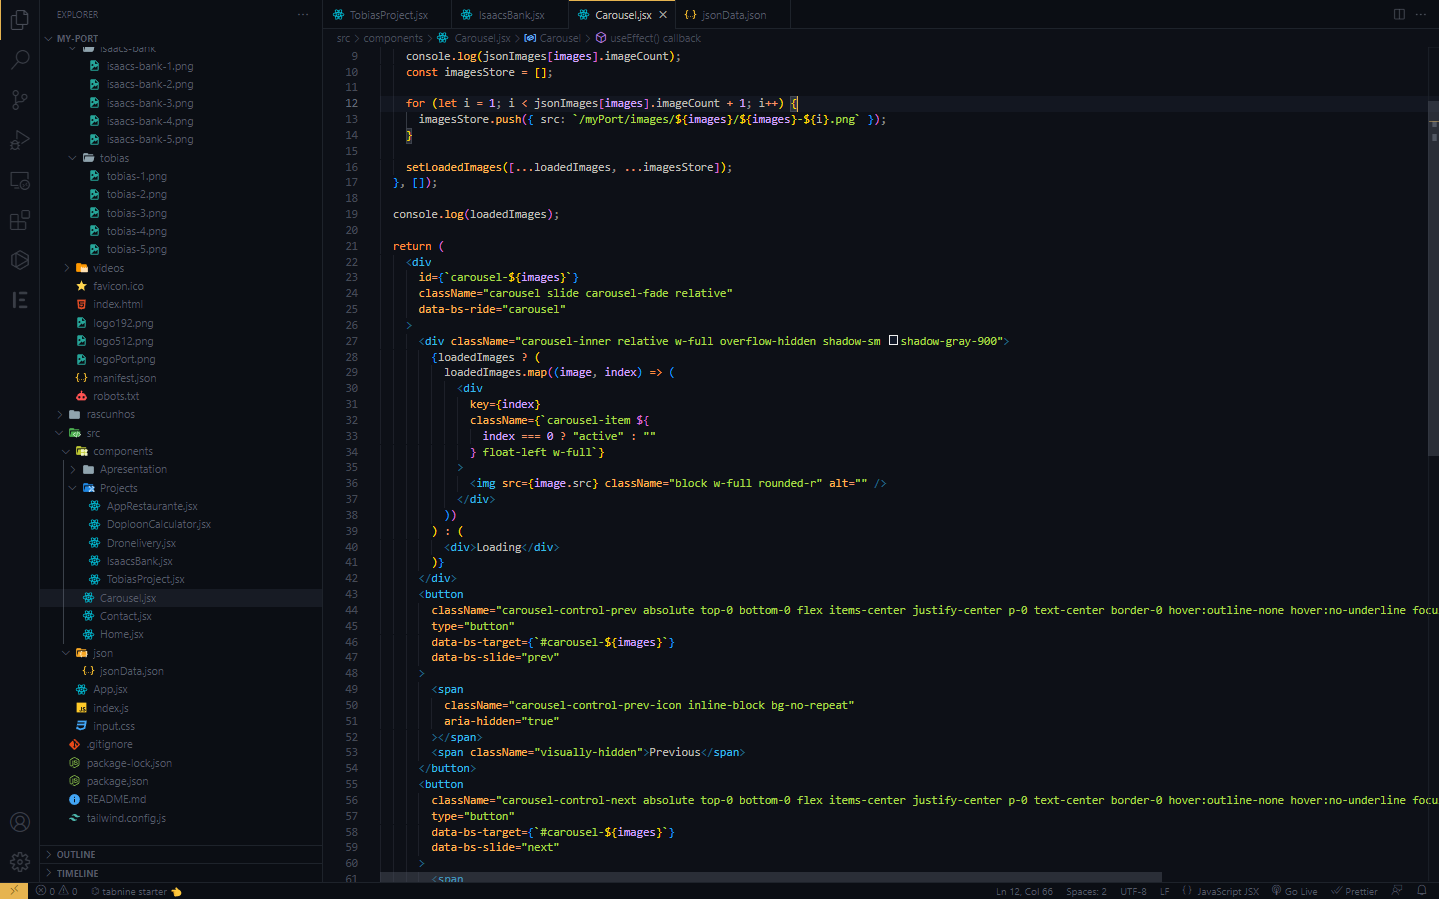 EXPLORER
MY-PORT
isaacs-bank
isaacs-bank-1.png
isaacs-bank-2.png
isaacs-bank-3.png
isaacs-bank-4.png
isaacs-bank-5.png
tobias
tobias-1.png
tobias-2.png
tobias-3.png
tobias-4.png
tobias-5.png
videos
favicon.ico
index.html
logo192.png
logo512.png
logoPort.png
manifest.json
robots.txt
rascunhos
src
components
Apresentation
Projects
AppRestaurante.jsx
DoploonCalculator.jsx
Dronelivery.jsx
IsaacsBank.jsx
TobiasProject.jsx
Carousel.jsx
Contact.jsx
Home.jsx
json
jsonData.json
App.jsx
index.js
input.css
.gitignore
package-lock.json
package.json
README.md
tailwind.config.js
OUTLINE
TIMELINE
TobiasProject.jsx IsaacsBank.jsx Carousel.jsx jsonData.json
src > components > Carousel.jsx > Carousel > useEffect() callback
9 console.log(jsonImages[images].imageCount);
10 const imagesStore = [];
11
12 for (let i = 1; i < jsonImages[images].imageCount + 1; i++) {
13 imagesStore.push({ src: `/myPort/images/${images}/${images}-${i}.png` });
14 }
15
16 setLoadedImages([...loadedImages, ...imagesStore]);
17 }, []);
18
19 console.log(loadedImages);
20
21 return (
22 <div
23 id={`carousel-${images}`}
24 className="carousel slide carousel-fade relative"
25 data-bs-ride="carousel"
26 >
27 <div className="carousel-inner relative w-full overflow-hidden shadow-sm shadow-gray-900">
28 {loadedImages ? (
29 loadedImages.map((image, index) => (
30 <div
31 key={index}
32 className={`carousel-item ${
33 index === 0 ? "active" : ""
34 } float-left w-full`}
35 >
36 <img src={image.src} className="block w-full rounded-r" alt="" />
37 </div>
38 ))
39 ) : (
40 <div>Loading</div>
41 )}
42 </div>
43 <button
44 className="carousel-control-prev absolute top-0 bottom-0 flex items-center justify-center p-0 text-center border-0 hover:outline-none hover:no-underline focu
45 type="button"
46 data-bs-target={`#carousel-${images}`}
47 data-bs-slide="prev"
48 >
49 <span
50 className="carousel-control-prev-icon inline-block bg-no-repeat"
51 aria-hidden="true"
52 ></span>
53 <span className="visually-hidden">Previous</span>
54 </button>
55 <button
56 className="carousel-control-next absolute top-0 bottom-0 flex items-center justify-center p-0 text-center border-0 hover:outline-none hover:no-underline focu
57 type="button"
58 data-bs-target={`#carousel-${images}`}
59 data-bs-slide="next"
60 >
61 <span
0 0 tabnine starter Ln 12, Col 66 Spaces: 2 UTF-8 LF JavaScript JSX Go Live Prettier